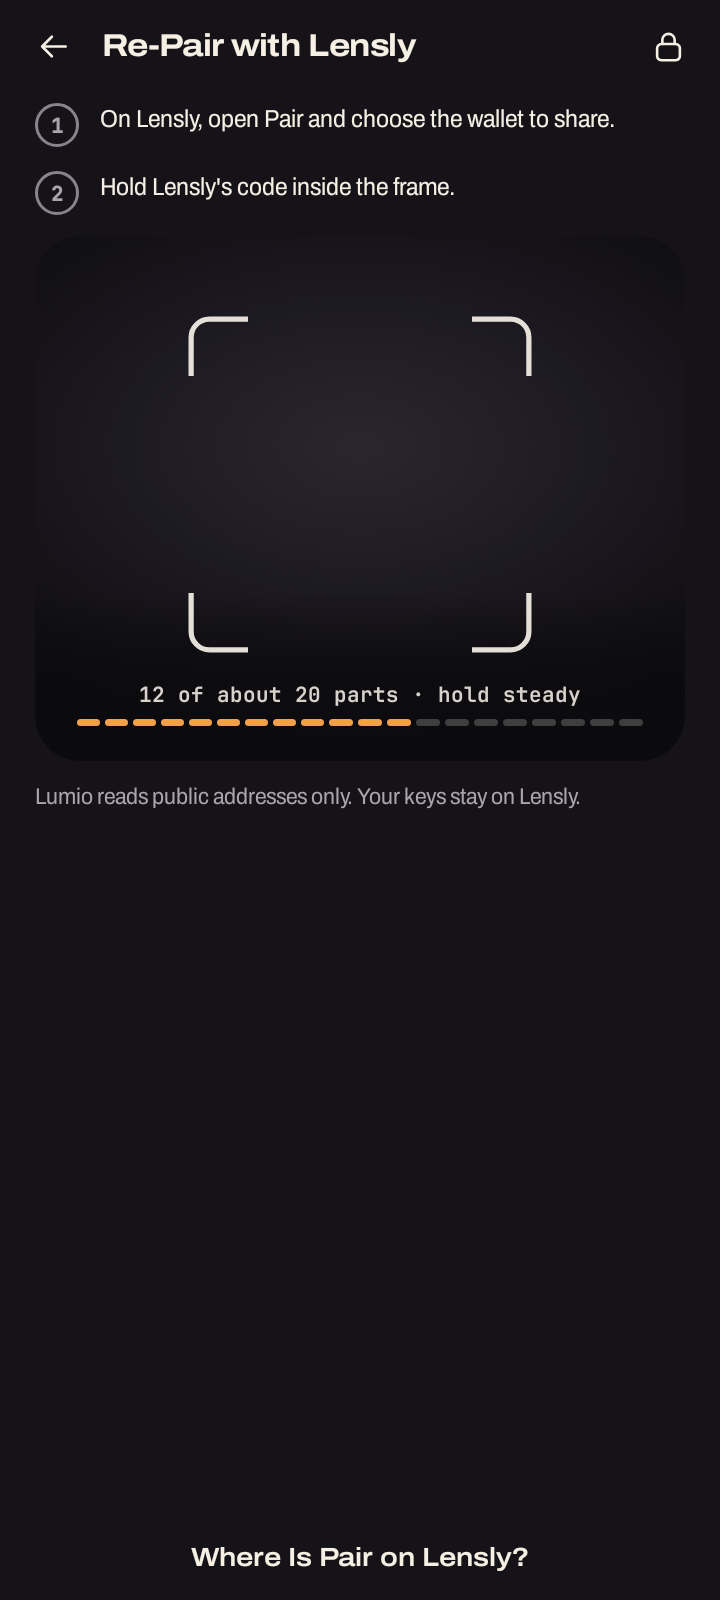 Re-Pair with Lensly
1
On Lensly, open Pair and choose the wallet to share.
2
Hold Lensly's code inside the frame.
12 of about 20 parts · hold steady
Lumio reads public addresses only. Your keys stay on Lensly.
Where Is Pair on Lensly?